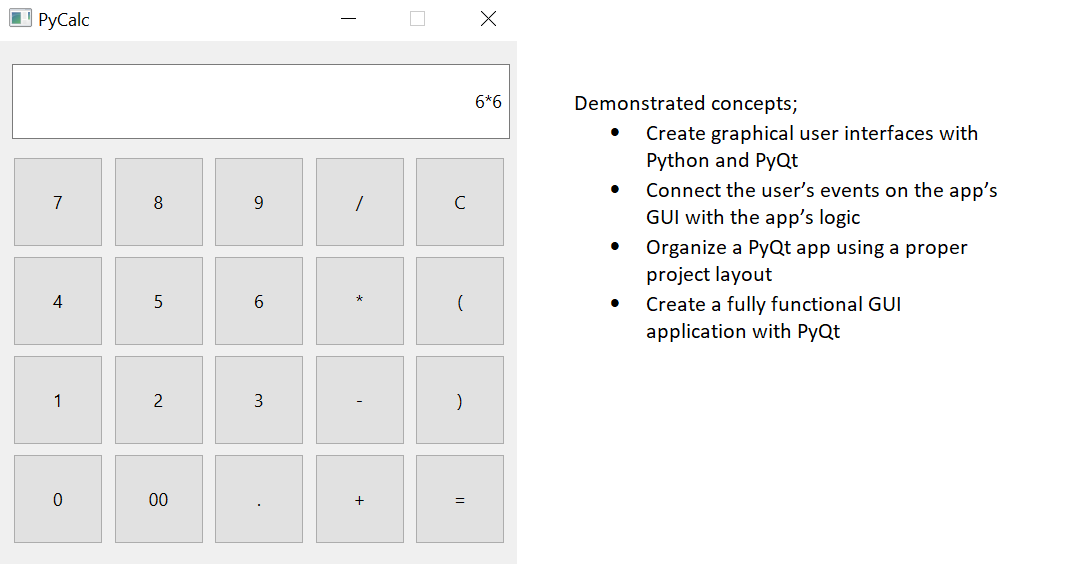 PyCalc
6*6
7 8 9 / C
4 5 6 * (
1 2 3 - )
0 00 . + =
Demonstrated concepts;
• Create graphical user interfaces with
Python and PyQt
• Connect the user’s events on the app’s
GUI with the app’s logic
• Organize a PyQt app using a proper
project layout
• Create a fully functional GUI
application with PyQt